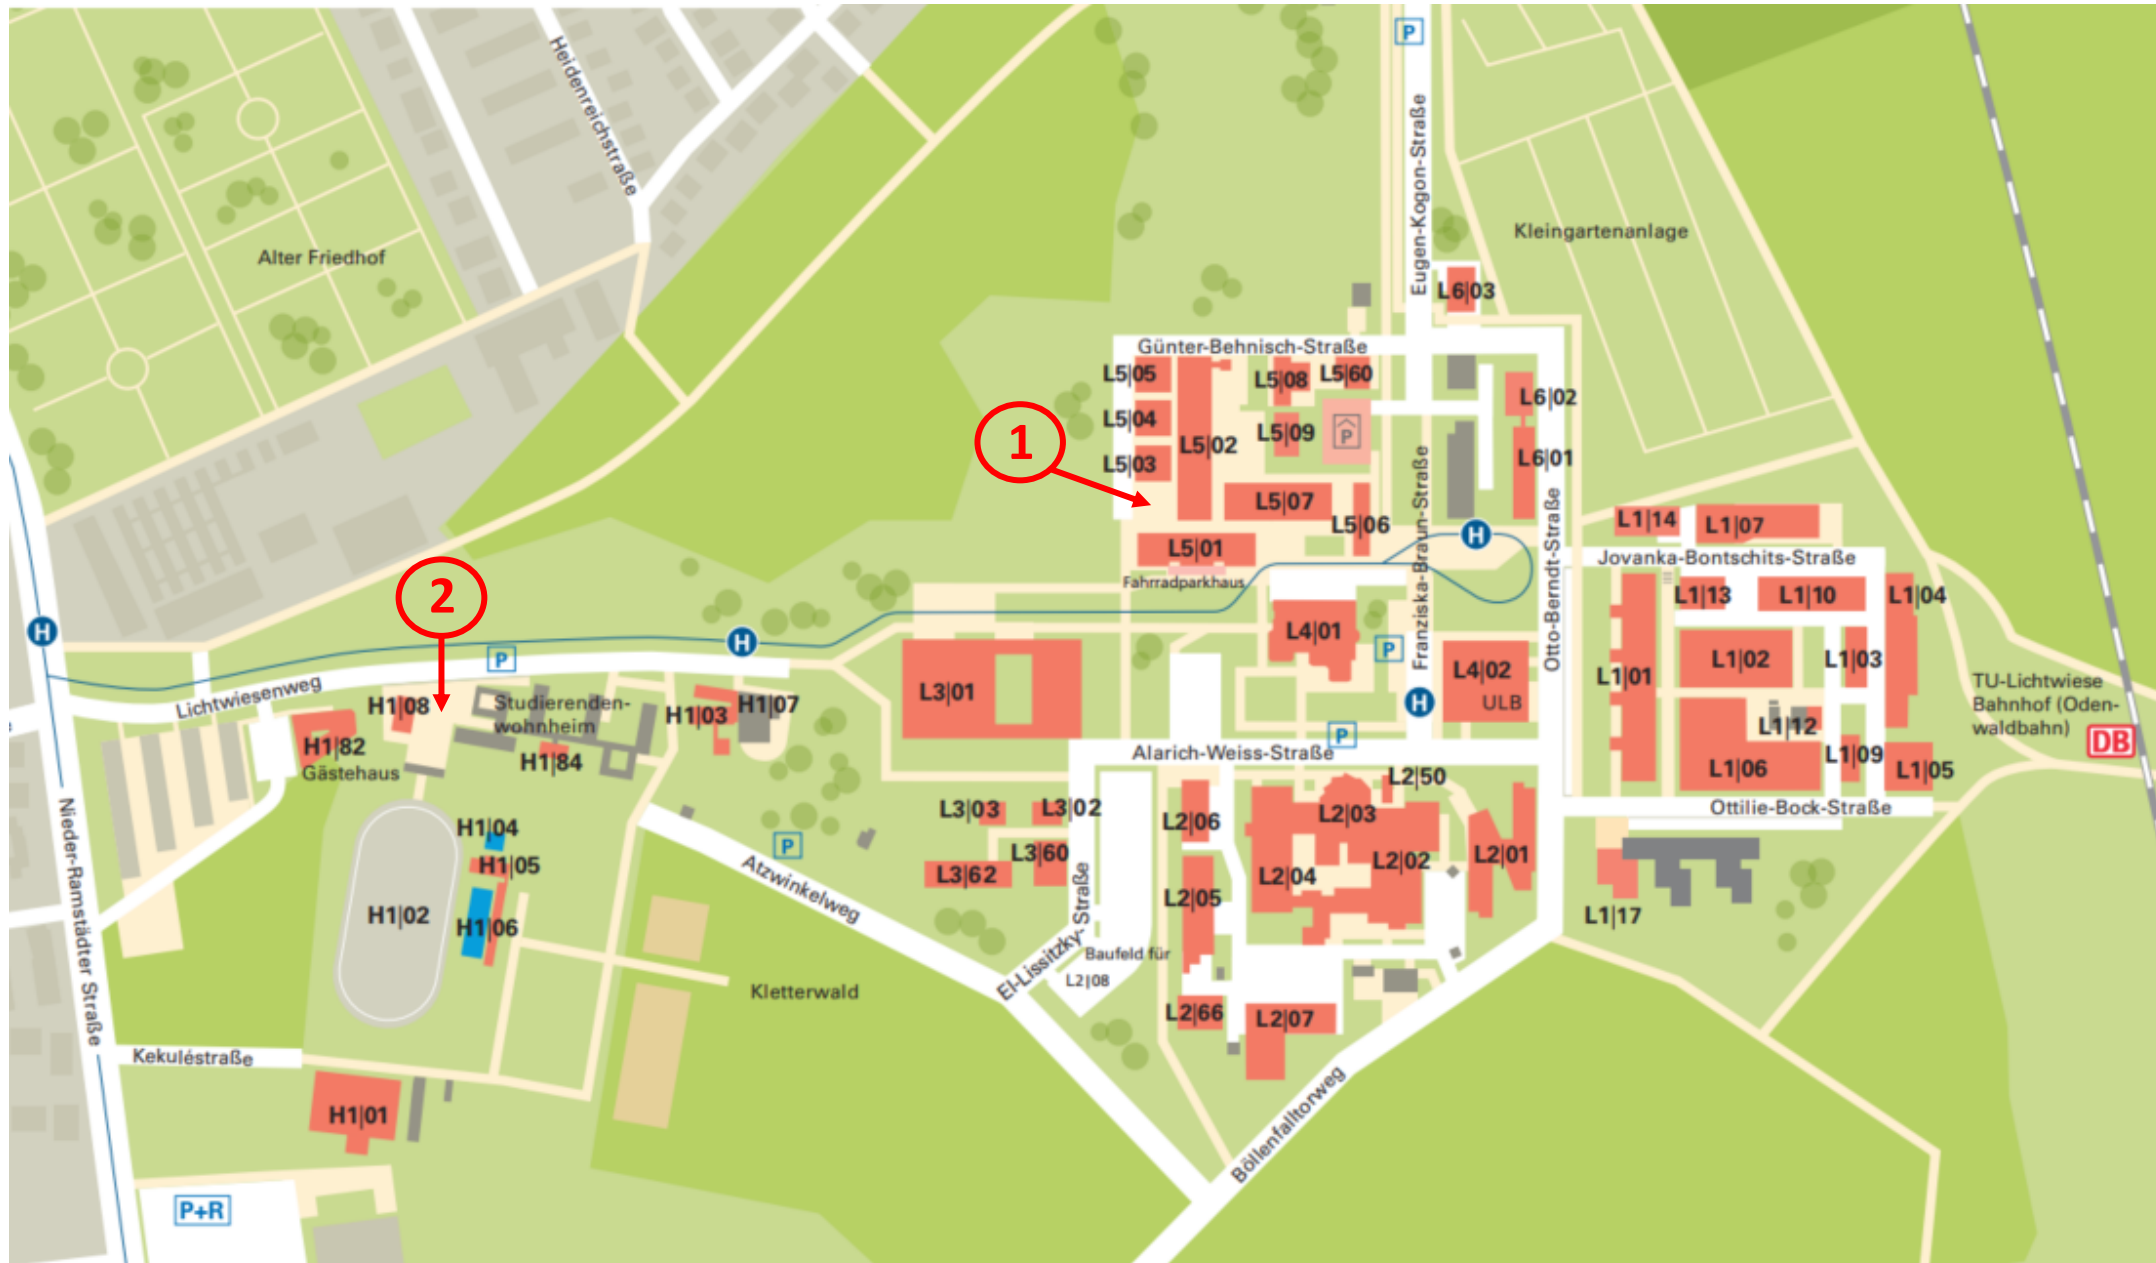 P
Heidenreichstraße
Eugen-Kogon-Straße
Kleingartenanlage
Alter Friedhof
L6|03
Günter-Behnisch-Straße
L5|05
L5|08
L5|60
L6|02
L5|04
L5|02
L5|09
P
1
L5|03
L6|01
L5|07
L5|06
Franziska-Braun-Straße
H
Otto-Berndt-Straße
L1|14
L1|07
L5|01
Jovanka-Bontschits-Straße
Fahrradparkhaus
2
L1|13
L1|10
L1|04
H
H
L4|01
P
P
L1|02
L1|03
L4|02
ULB
L1|01
Lichtwiesenweg
H1|08
Studierenden-
wohnheim
H1|03
H1|07
L3|01
H
TU-Lichtwiese
Bahnhof (Oden-
waldbahn)
DB
L1|12
P
Alarich-Weiss-Straße
H1|82
Gästehaus
H1|84
L1|06
L1|09
L1|05
L2|50
Ottilie-Bock-Straße
L3|03
L3|02
L2|06
L2|03
H1|04
H1|05
P
L3|60
L3|62
L2|04
L2|02
L2|01
Atzwinkelweg
H1|02
H1|06
L2|05
L1|17
Nieder-Ramstädter Straße
El-Lissitzky-Straße
Baufeld für
L2|08
Kletterwald
L2|66
L2|07
Kekuléstraße
H1|01
Böllenfalltorweg
P+R